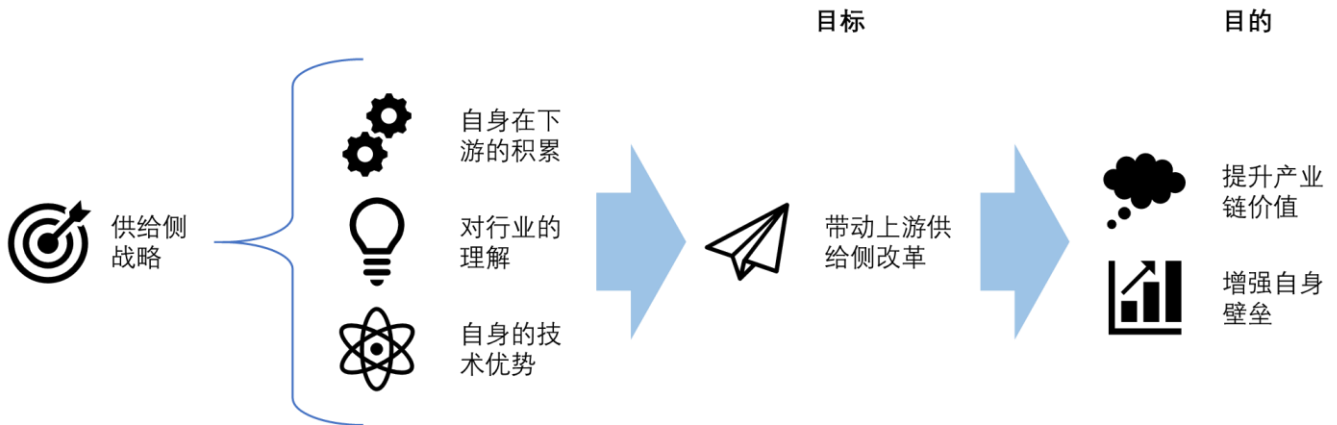 目标
目的
供给侧
战略
自身在下
游的积累
对行业的
理解
自身的技
术优势
带动上游供
给侧改革
提升产业
链价值
增强自身
壁垒